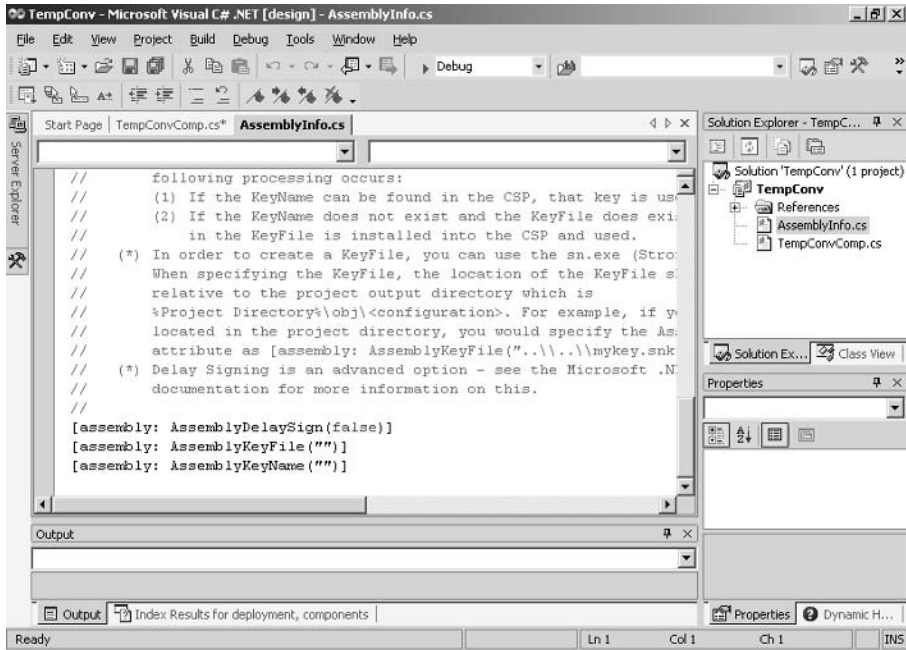 TempConv - Microsoft Visual C# .NET [design] - AssemblyInfo.cs
File Edit View Project Build Debug Tools Window Help
Debug
Start Page TempConvComp.cs* AssemblyInfo.cs
Server Explorer
// following processing occurs:
// (1) If the KeyName can be found in the CSP, that key is us
// (2) If the KeyName does not exist and the KeyFile does exi
// in the KeyFile is installed into the CSP and used.
// (*) In order to create a KeyFile, you can use the sn.exe (Stro
// When specifying the KeyFile, the location of the KeyFile s
// relative to the project output directory which is
// %Project Directory%\obj\<configuration>. For example, if y
// located in the project directory, you would specify the As
// attribute as [assembly: AssemblyKeyFile("..\\..\\mykey.snk
// (*) Delay Signing is an advanced option - see the Microsoft .N
// documentation for more information on this.
//
[assembly: AssemblyDelaySign(false)]
[assembly: AssemblyKeyFile("")]
[assembly: AssemblyKeyName("")]
Solution Explorer - TempC...
Solution 'TempConv' (1 project)
TempConv
References
AssemblyInfo.cs
TempConvComp.cs
Solution Ex... Class View
Properties
Output
Output Index Results for deployment, components
Properties Dynamic H...
Ready Ln 1 Col 1 Ch 1 INS